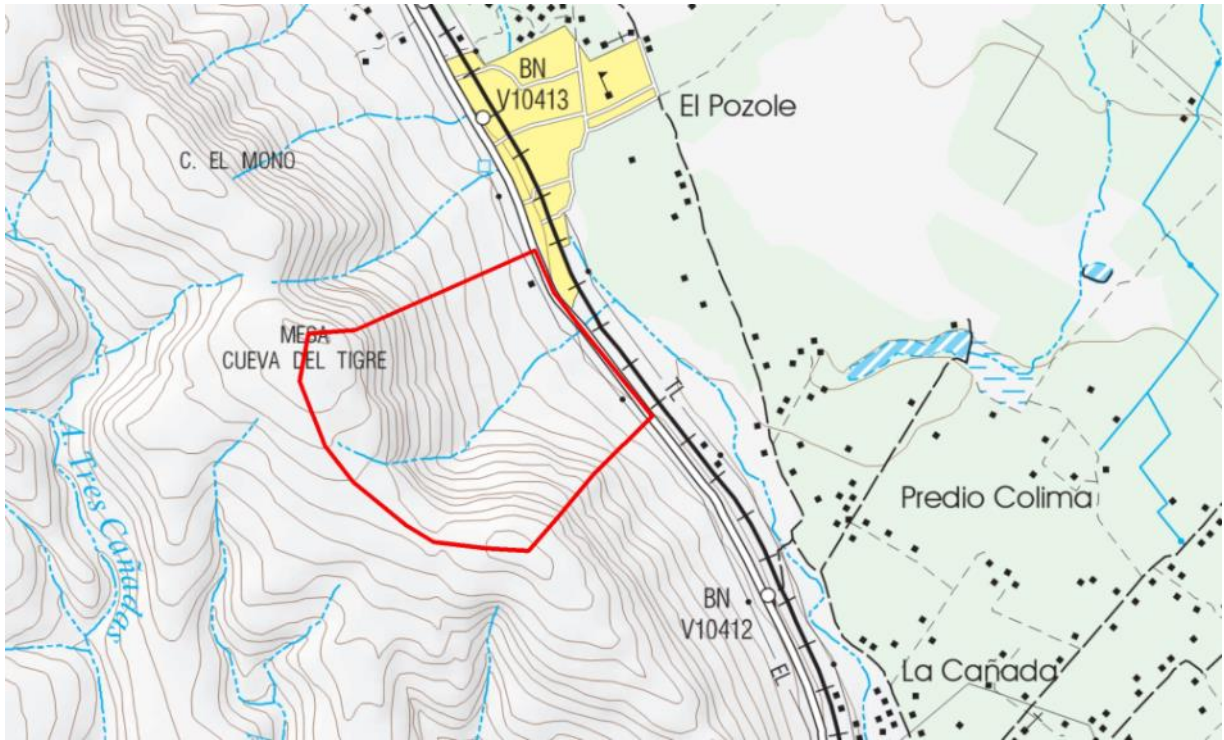 BN
V10413
El Pozole
C. EL MONO
MESA
CUEVA DEL TIGRE
TL
A. Tres Cañadas
Predio Colima
BN
V10412
EL
La Cañada